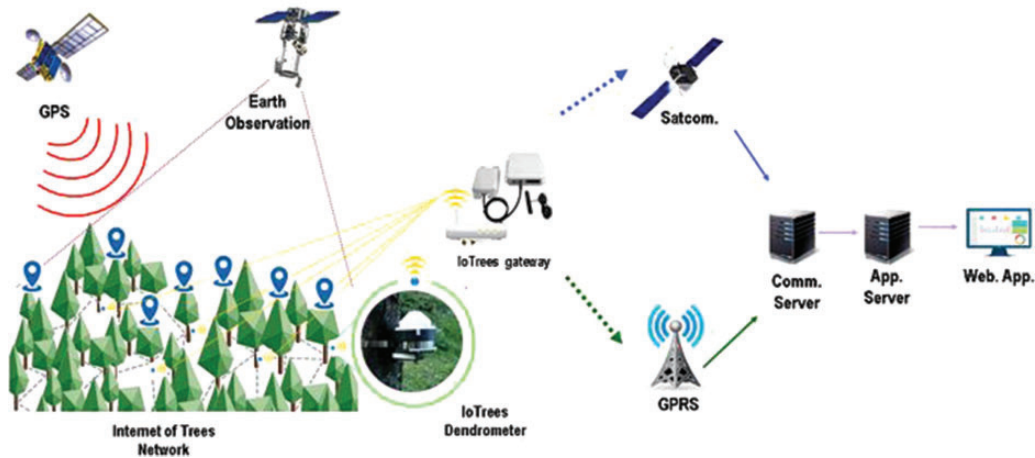 GPS
Earth
Observation
Satcom.
IoTrees gateway
Comm.
Server
App.
Server
Web. App.
GPRS
IoTrees
Dendrometer
Internet of Trees
Network